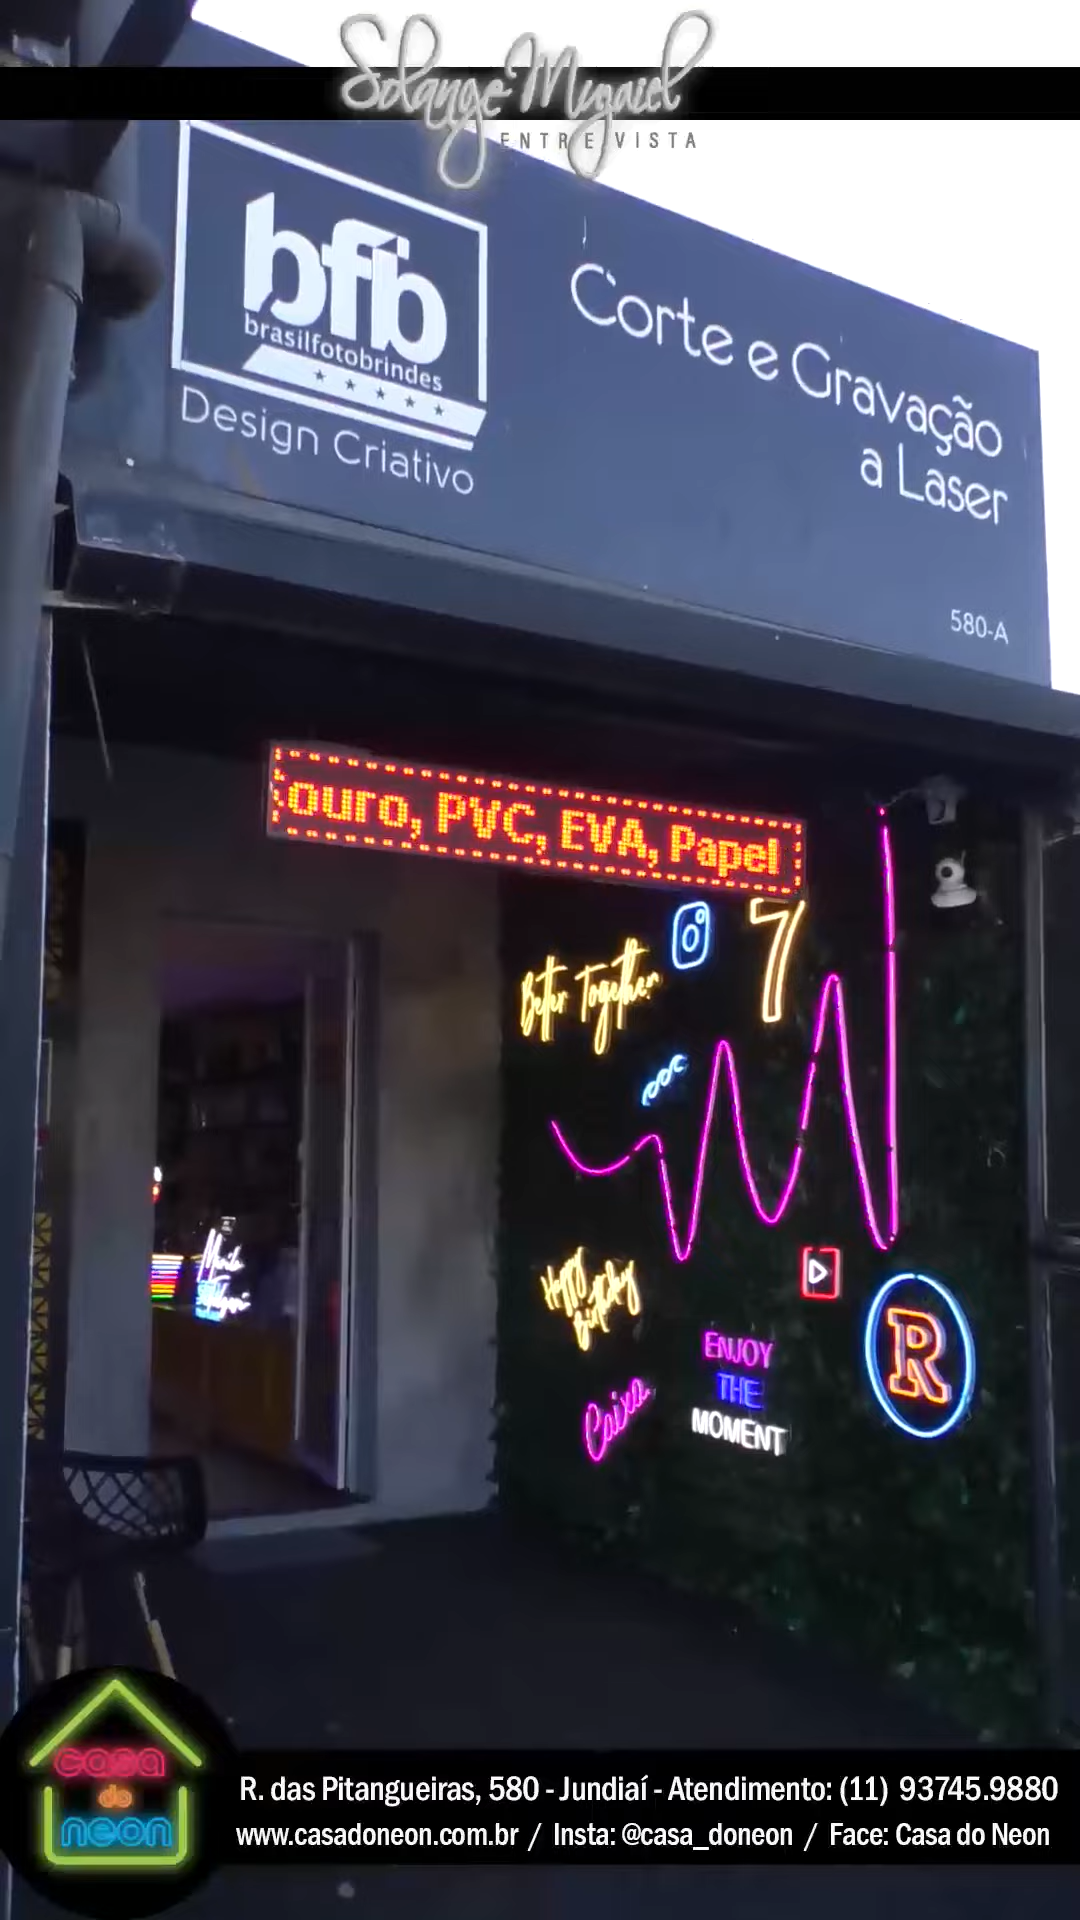 Solange Mugaiel
ENTREVISTA
bfb
brasilfotobrindes
Design Criativo
Corte e Gravação
a Laser
580-A
ouro, PVC, EVA, Papel
7
Better Together
Happy
Birthday
ENJOY
THE
MOMENT
Caixa
R
casa
do
neon
R. das Pitangueiras, 580 - Jundiaí - Atendimento: (11) 93745.9880
www.casadoneon.com.br / Insta: @casa_doneon / Face: Casa do Neon